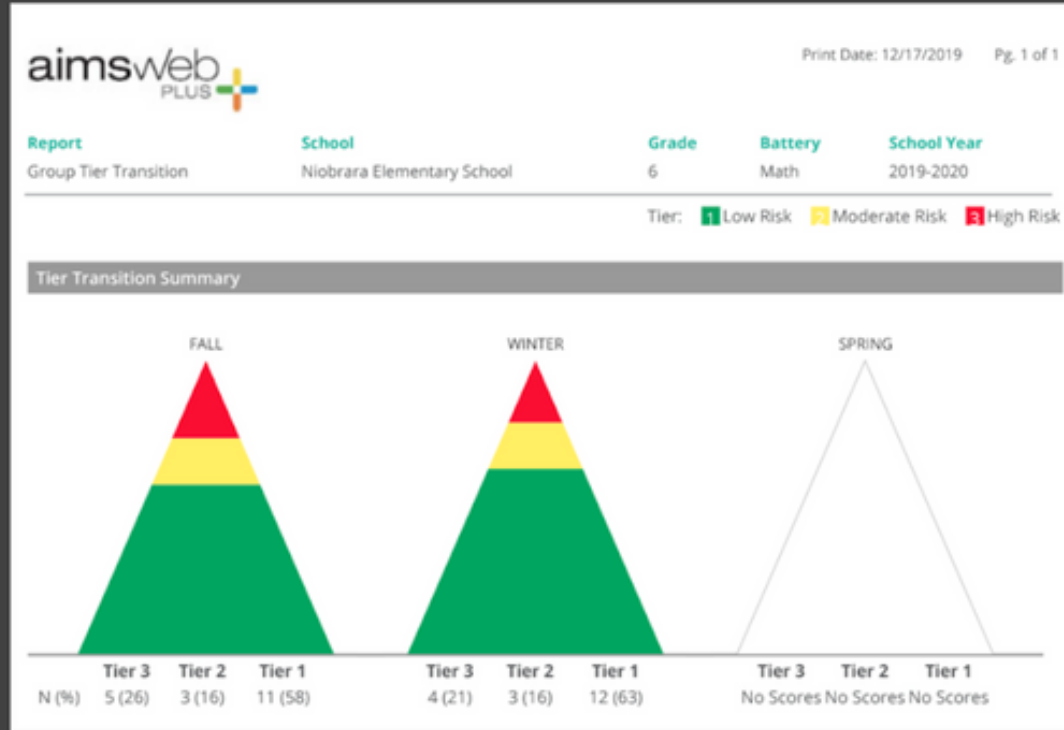 aimsweb
PLUS
Print Date: 12/17/2019 Pg. 1 of 1
Report School Grade Battery School Year
Group Tier Transition Niobrara Elementary School 6 Math 2019-2020
Tier: 1 Low Risk 2 Moderate Risk 3 High Risk
Tier Transition Summary
FALL WINTER SPRING
Tier 3 Tier 2 Tier 1 Tier 3 Tier 2 Tier 1 Tier 3 Tier 2 Tier 1
N (%) 5 (26) 3 (16) 11 (58) 4 (21) 3 (16) 12 (63) No Scores No Scores No Scores